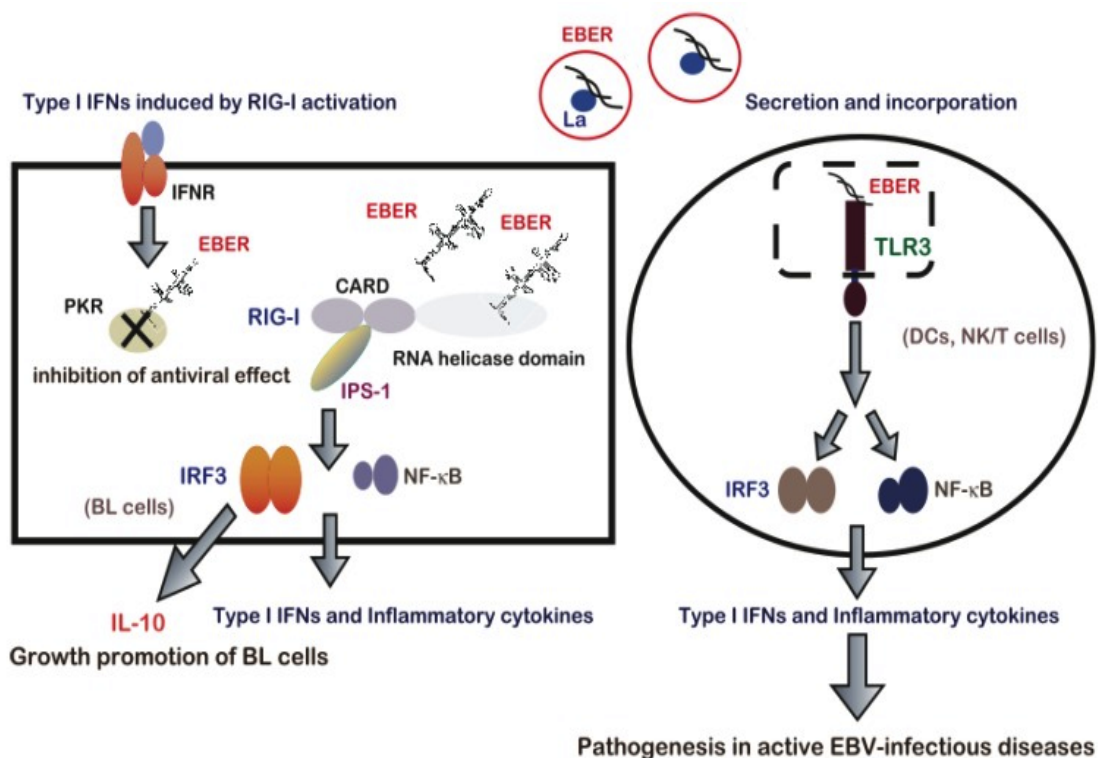 EBER
La
Type I IFNs induced by RIG-I activation
IFNR
EBER
PKR
inhibition of antiviral effect
EBER
EBER
CARD
RIG-I
RNA helicase domain
IPS-1
IRF3
NF-κB
(BL cells)
IL-10
Type I IFNs and Inflammatory cytokines
Growth promotion of BL cells
Secretion and incorporation
EBER
TLR3
(DCs, NK/T cells)
IRF3
NF-κB
Type I IFNs and Inflammatory cytokines
Pathogenesis in active EBV-infectious diseases